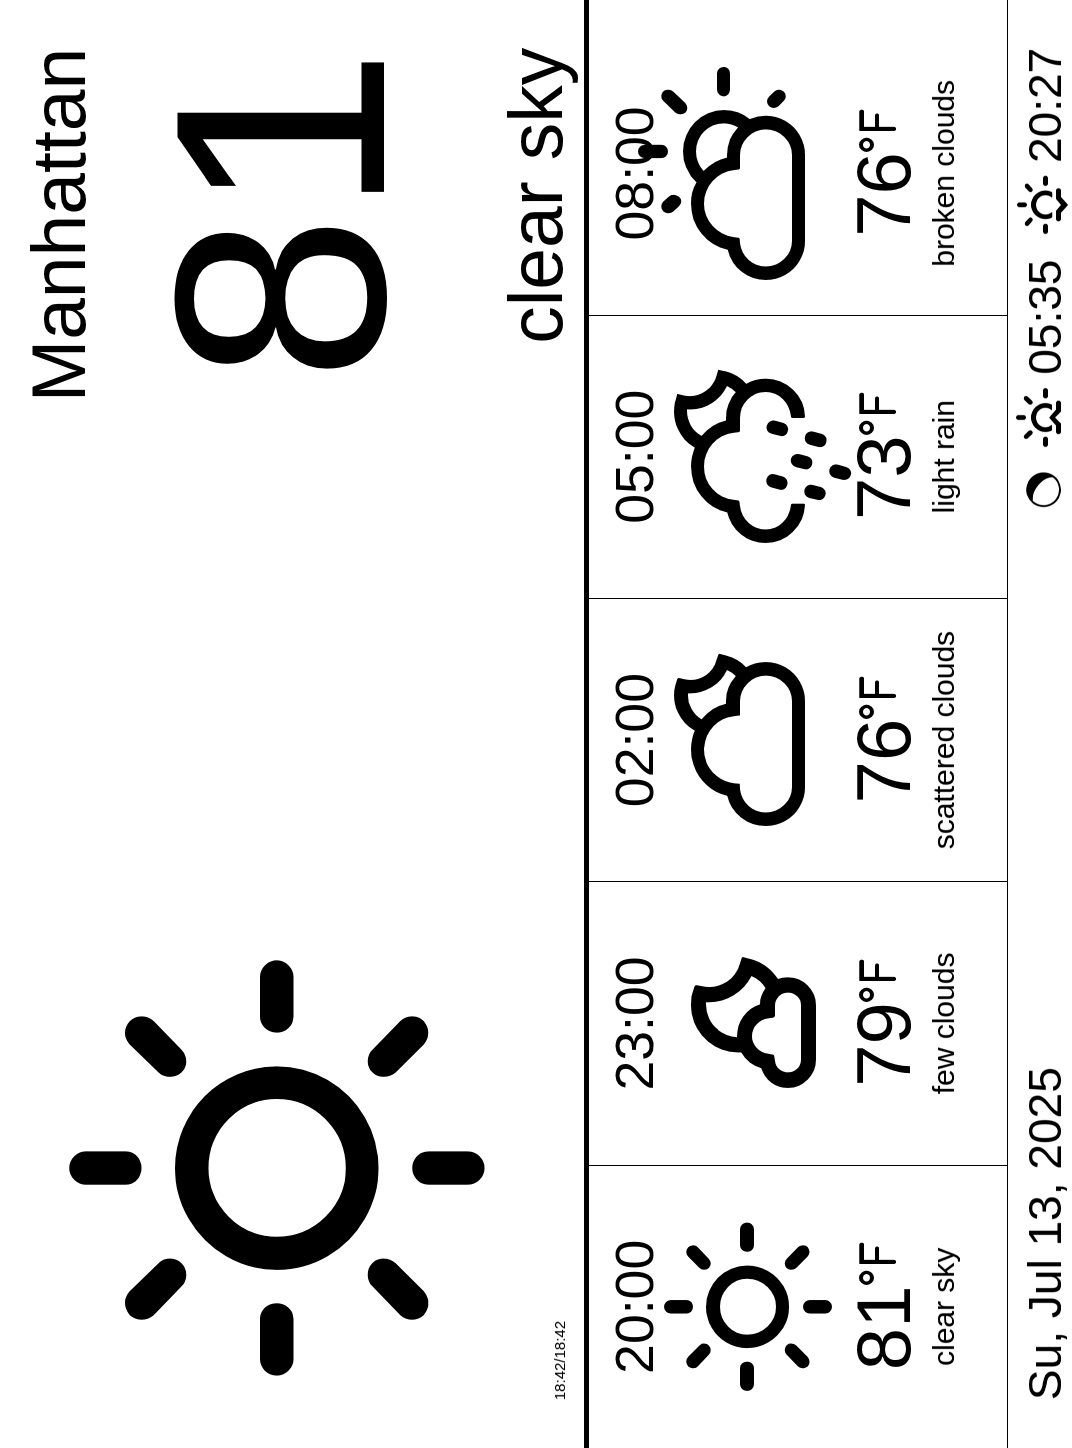 Manhattan
81
clear sky
18:42/18:42
20:00
81°F
clear sky
23:00
79°F
few clouds
02:00
76°F
scattered clouds
05:00
73°F
light rain
08:00
76°F
broken clouds
Su, Jul 13, 2025
05:35 20:27